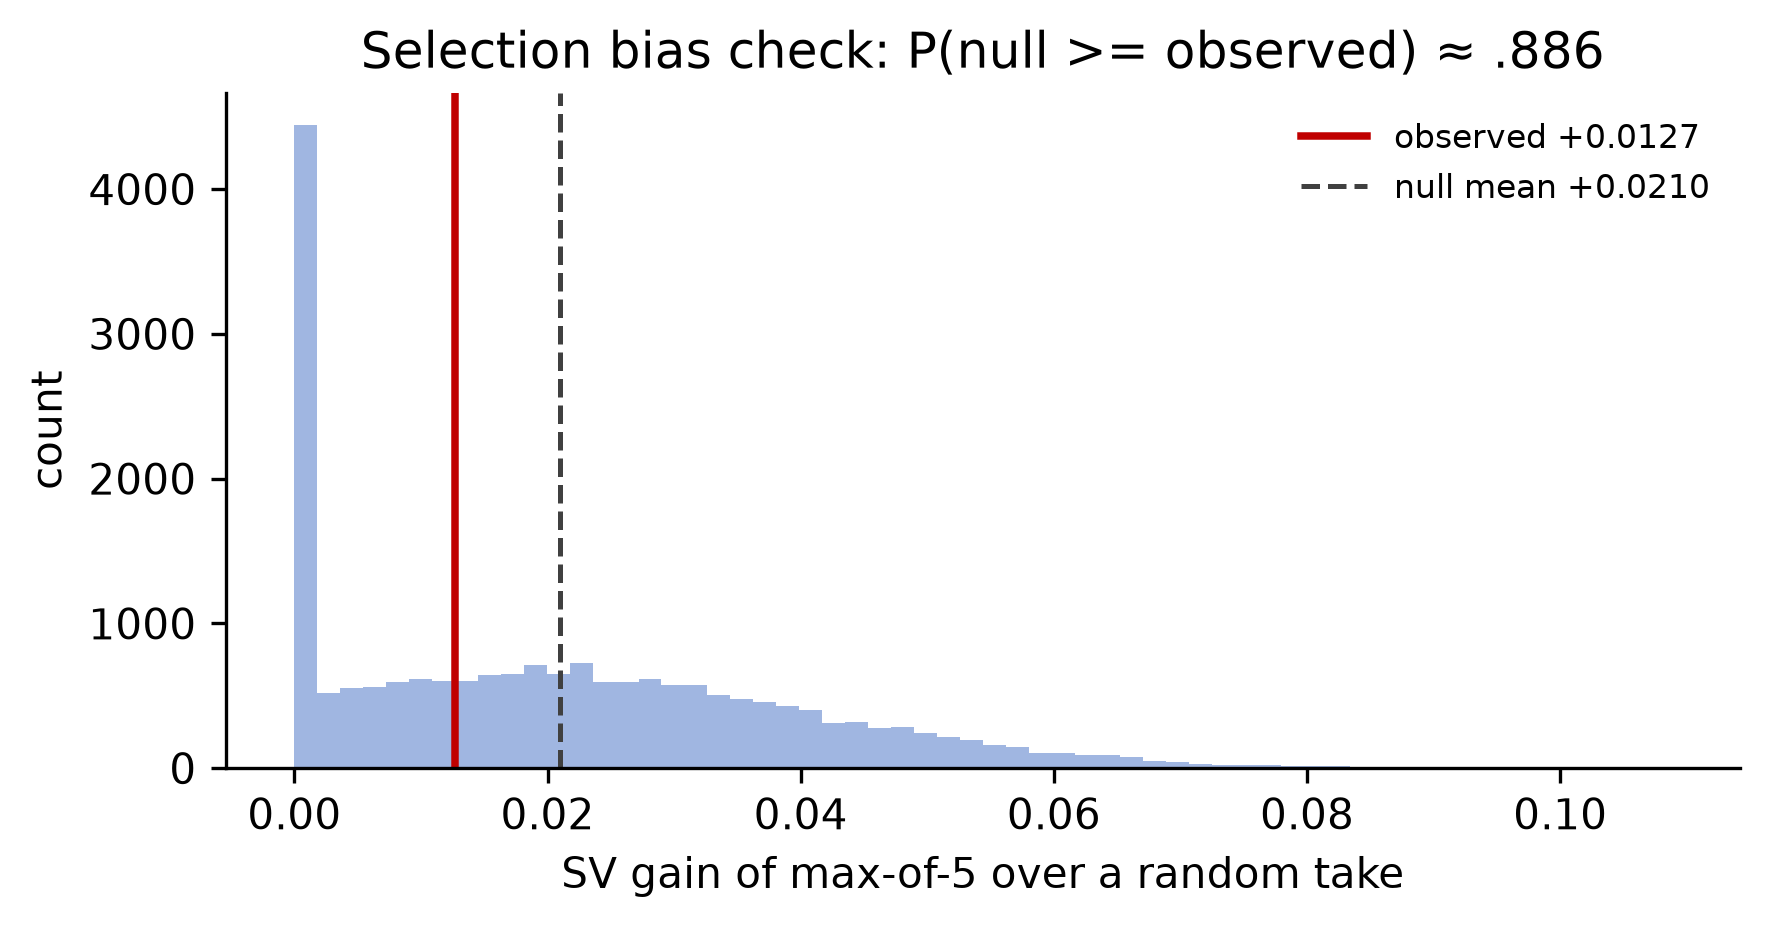 Selection bias check: P(null >= observed) ≈ .886
observed +0.0127
null mean +0.0210
count
4000
3000
2000
1000
0
0.00 0.02 0.04 0.06 0.08 0.10
SV gain of max-of-5 over a random take